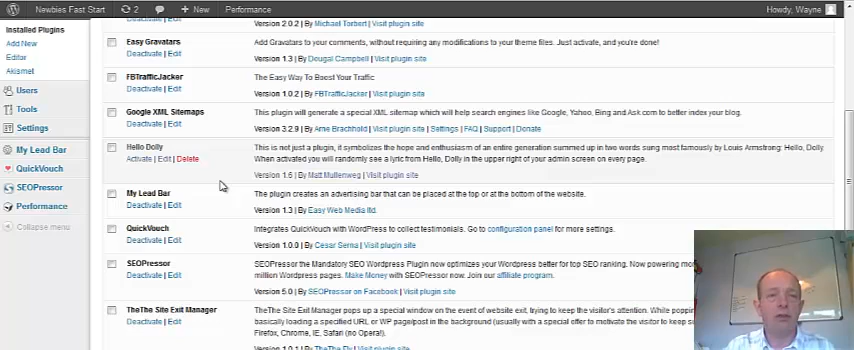 Newbies Fast Start
2
+ New
Performance
Howdy, Wayne
Installed Plugins
Add New
Editor
Akismet
Users
Tools
Settings
My Lead Bar
QuickVouch
SEOPressor
Performance
Collapse menu
Deactivate | Edit
Version 2.0.2 | By Michael Torbert | Visit plugin site
Easy Gravatars
Add Gravatars to your comments, without requiring any modifications to your theme files. Just activate, and you're done!
Deactivate | Edit
Version 1.3 | By Dougal Campbell | Visit plugin site
FBTrafficJacker
The Easy Way To Boost Your Traffic
Deactivate | Edit
Version 1.0.2 | By FBTrafficJacker | Visit plugin site
Google XML Sitemaps
This plugin will generate a special XML sitemap which will help search engines like Google, Yahoo, Bing and Ask.com to better index your blog.
Deactivate | Edit
Version 3.2.9 | By Arne Brachhold | Visit plugin site | Settings | FAQ | Support | Donate
Hello Dolly
This is not just a plugin, it symbolizes the hope and enthusiasm of an entire generation summed up in two words sung most famously by Louis Armstrong: Hello, Dolly.
Activate | Edit | Delete
When activated you will randomly see a lyric from Hello, Dolly in the upper right of your admin screen on every page.
Version 1.6 | By Matt Mullenweg | Visit plugin site
My Lead Bar
The plugin creates an advertising bar that can be placed at the top or at the bottom of the website.
Deactivate | Edit
Version 1.3 | By Easy Web Media ltd.
QuickVouch
Integrates QuickVouch with WordPress to collect testimonials. Go to configuration panel for more settings.
Deactivate | Edit
Version 1.0.0 | By Cesar Serna | Visit plugin site
SEOPressor
SEOPressor the Mandatory SEO Wordpress Plugin now optimizes your Wordpress better for top SEO ranking. Now powering mo
Deactivate | Edit
million Wordpress pages. Make Money with SEOPressor now. Join our affiliate program.
Version 5.0 | By SEOPressor on Facebook | Visit plugin site
TheThe Site Exit Manager
The TheThe Site Exit Manager pops up a special window on the event of website exit, trying to keep the visitor's attention. While popp
Deactivate | Edit
basically loading a specified URL or WP page/post in the background (usually with a special offer to motivate the visitor to keep s
Firefox, Chrome, IE, Safari (no Opera!).
Version 1.0.1 | By TheThe Fly | Visit plugin site